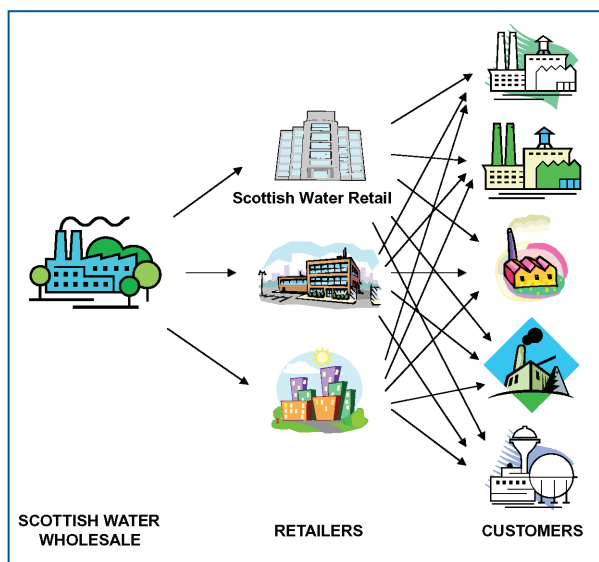 Scottish Water Retail
SCOTTISH WATER
WHOLESALE
RETAILERS
CUSTOMERS